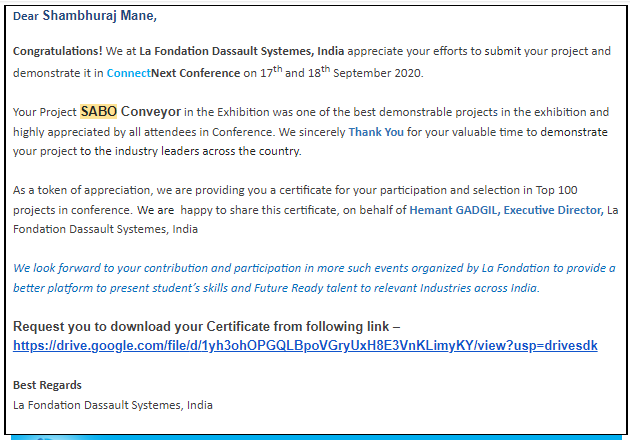 Dear Shambhuraj Mane,
Congratulations! We at La Fondation Dassault Systemes, India appreciate your efforts to submit your project and
demonstrate it in ConnectNext Conference on 17th and 18th September 2020.
Your Project SABO Conveyor in the Exhibition was one of the best demonstrable projects in the exhibition and
highly appreciated by all attendees in Conference. We sincerely Thank You for your valuable time to demonstrate
your project to the industry leaders across the country.
As a token of appreciation, we are providing you a certificate for your participation and selection in Top 100
projects in conference. We are happy to share this certificate, on behalf of Hemant GADGIL, Executive Director, La
Fondation Dassault Systemes, India
We look forward to your contribution and participation in more such events organized by La Fondation to provide a
better platform to present student's skills and Future Ready talent to relevant Industries across India.
Request you to download your Certificate from following link –
https://drive.google.com/file/d/1yh3ohOPGQLBpoVGryUxH8E3VnKLimyKY/view?usp=drivesdk
Best Regards
La Fondation Dassault Systemes, India